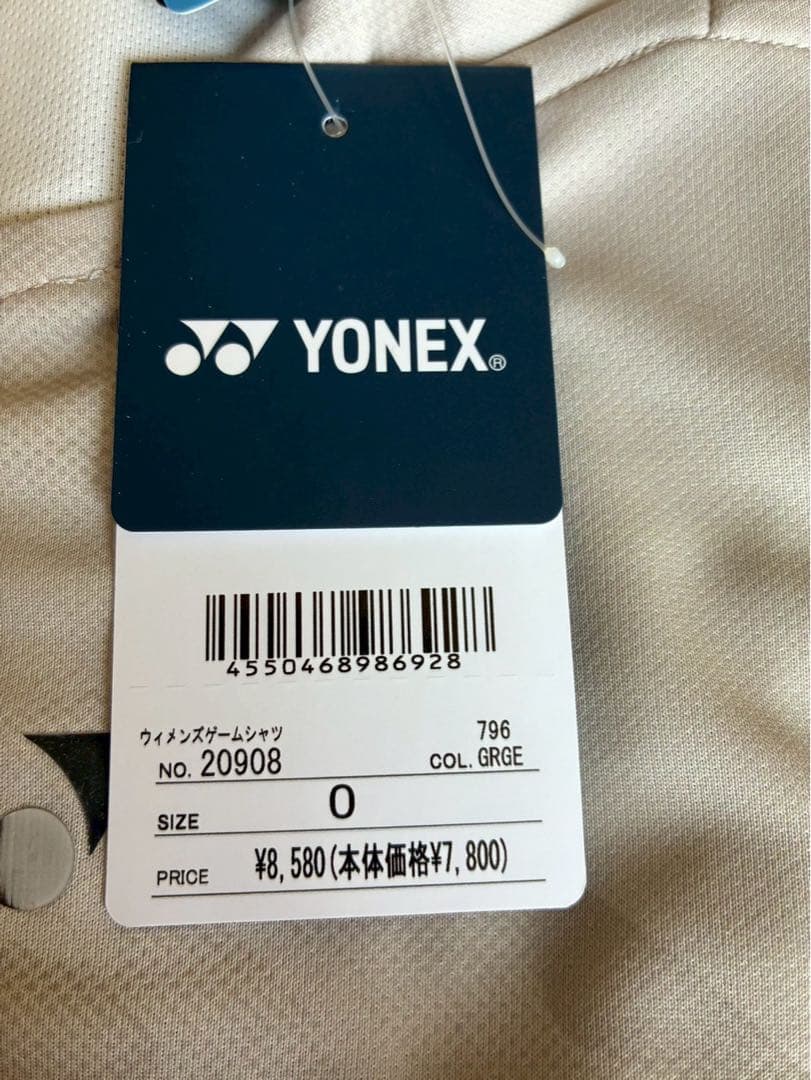 YONEX®
4550468986928
ウィメンズゲームシャツ 796
NO. 20908 COL. GRGE
SIZE O
PRICE ¥8,580(本体価格¥7,800)